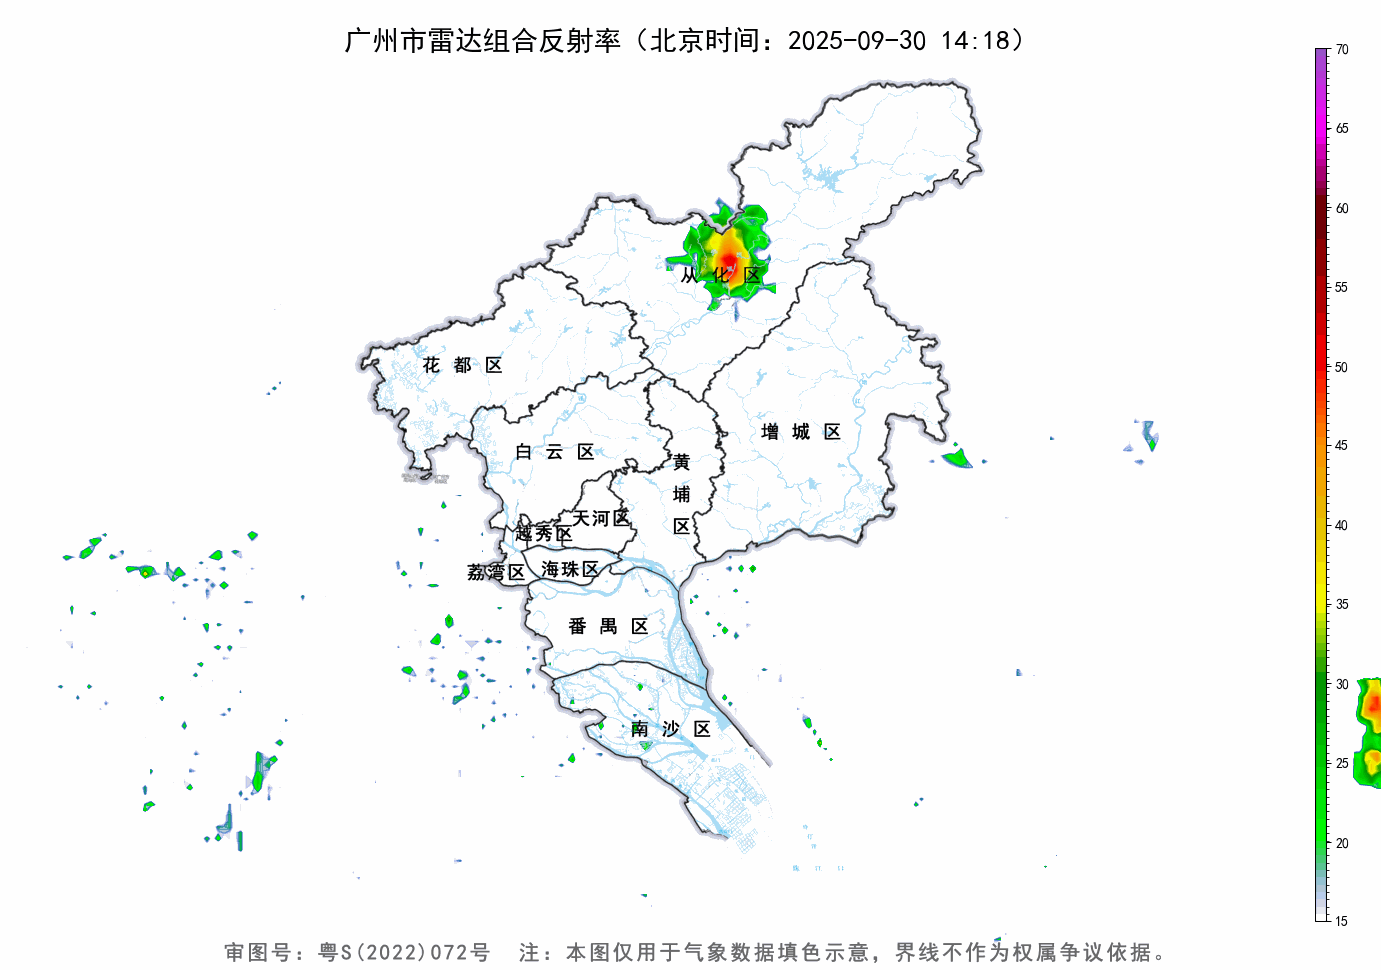 广州市雷达组合反射率（北京时间：2025-09-30 14:18）
70
65
60
55
50
45
40
35
30
25
20
15
从化区
花都区
增城区
白云区
黄埔区
天河区
越秀区
荔湾区
海珠区
番禺区
南沙区
审图号：粤S(2022)072号 注：本图仅用于气象数据填色示意，界线不作为权属争议依据。